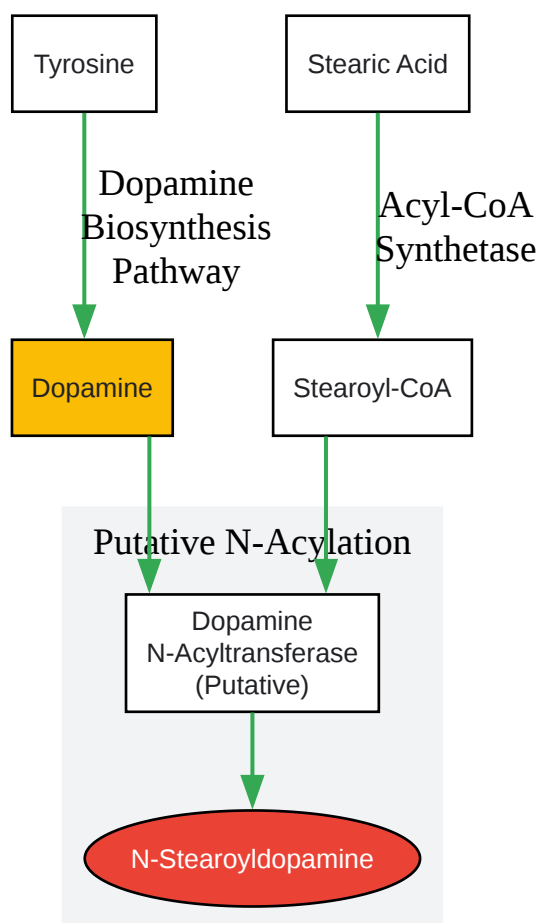 Tyrosine
Stearic Acid
Dopamine
Biosynthesis
Pathway
Acyl-CoA
Synthetase
Dopamine
Stearoyl-CoA
Putative N-Acylation
Dopamine
N-Acyltransferase
(Putative)
N-Stearoyldopamine